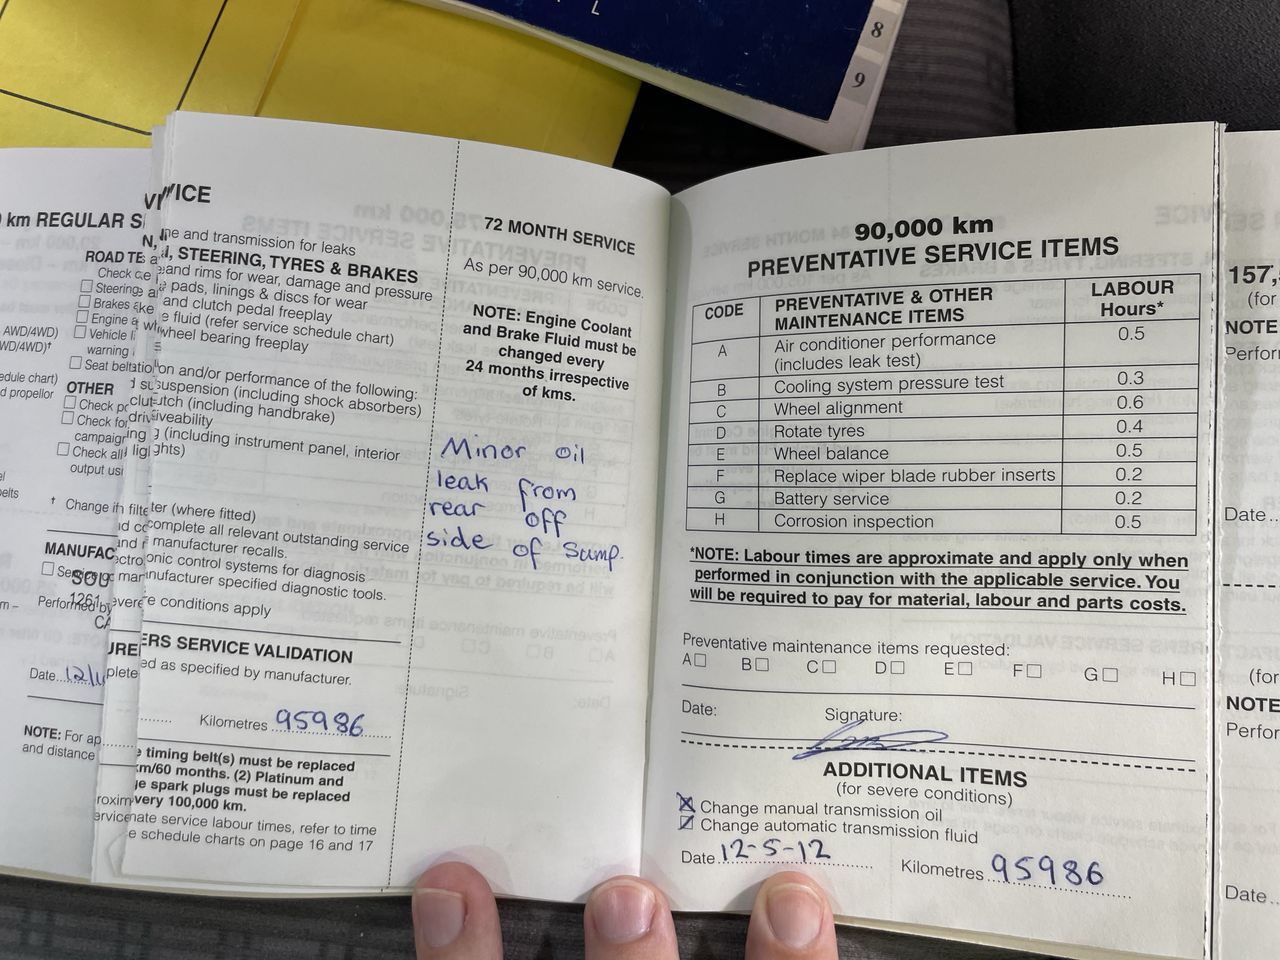 L
8
9
km REGULAR S
ROAD TE
Steering
Brakes
Engine
Vehicle
warning
Seat belt
OTHER
Check
Check fo
campaign
Check all
output usi
AWD/4WD)
WD/4WD)†
edule chart)
d propellor
† Change
MANUFAC
Performed by
Date
12/1
NOTE: For ap
and distance
VICE
ne and transmission for leaks
, STEERING, TYRES & BRAKES
and rims for wear, damage and pressure
pads, linings & discs for wear
and clutch pedal freeplay
e fluid (refer service schedule chart)
wheel bearing freeplay
on and/or performance of the following:
suspension (including shock absorbers)
clutch (including handbrake)
driveability
(including instrument panel, interior
lights)
ter (where fitted)
complete all relevant outstanding service
manufacturer recalls.
onic control systems for diagnosis
manufacturer specified diagnostic tools.
e conditions apply
ERS SERVICE VALIDATION
ed as specified by manufacturer.
Kilometres 95986
timing belt(s) must be replaced
km/60 months. (2) Platinum and
e spark plugs must be replaced
very 100,000 km.
nate service labour times, refer to time
e schedule charts on page 16 and 17
72 MONTH SERVICE
As per 90.000 km service.
NOTE: Engine Coolant
and Brake Fluid must be
changed every
24 months irrespective
of kms.
Minor oil
leak from
rear off
side of sump.
90,000 km
PREVENTATIVE SERVICE ITEMS
CODE PREVENTATIVE & OTHER MAINTENANCE ITEMS LABOUR Hours*
A Air conditioner performance (includes leak test) 0.5
B Cooling system pressure test 0.3
C Wheel alignment 0.6
D Rotate tyres 0.4
E Wheel balance 0.5
F Replace wiper blade rubber inserts 0.2
G Battery service 0.2
H Corrosion inspection 0.5
*NOTE: Labour times are approximate and apply only when
performed in conjunction with the applicable service. You
will be required to pay for material, labour and parts costs.
Preventative maintenance items requested:
A B C D E F G H
Date: Signature:
ADDITIONAL ITEMS
(for severe conditions)
Change manual transmission oil
Change automatic transmission fluid
Date 12-5-12 Kilometres 95986
157,
(for
NOTE
Perforr
Date
(for
NOTE
Perfor
Date